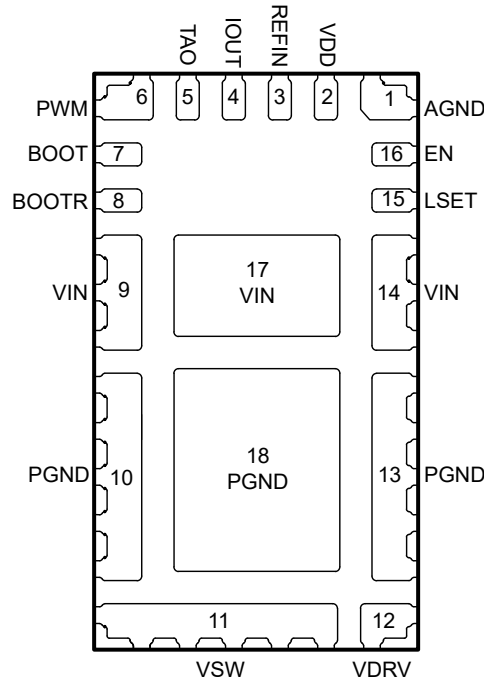 TAO
IOUT
REFIN
VDD
6 5 4 3 2 1
PWM
AGND
BOOT 7
16 EN
BOOTR 8
15 LSET
17
VIN
VIN 9
14 VIN
18
PGND
PGND 10
13 PGND
11
12
VSW
VDRV